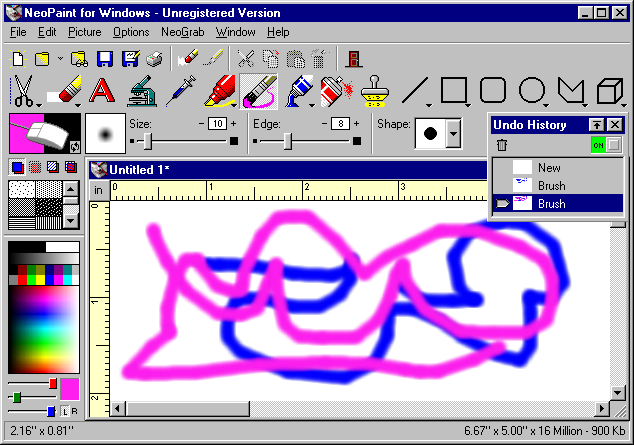 NeoPaint for Windows - Unregistered Version
File Edit Picture Options NeoGrab Window Help
Size: - 10 + Edge: - 8 + Shape:
Undo History
ON
New
Brush
Brush
Untitled 1*
in 0 1 2 3
0
1
2
L R
2.16" x 0.81" 6.67" x 5.00" x 16 Million - 900 Kb